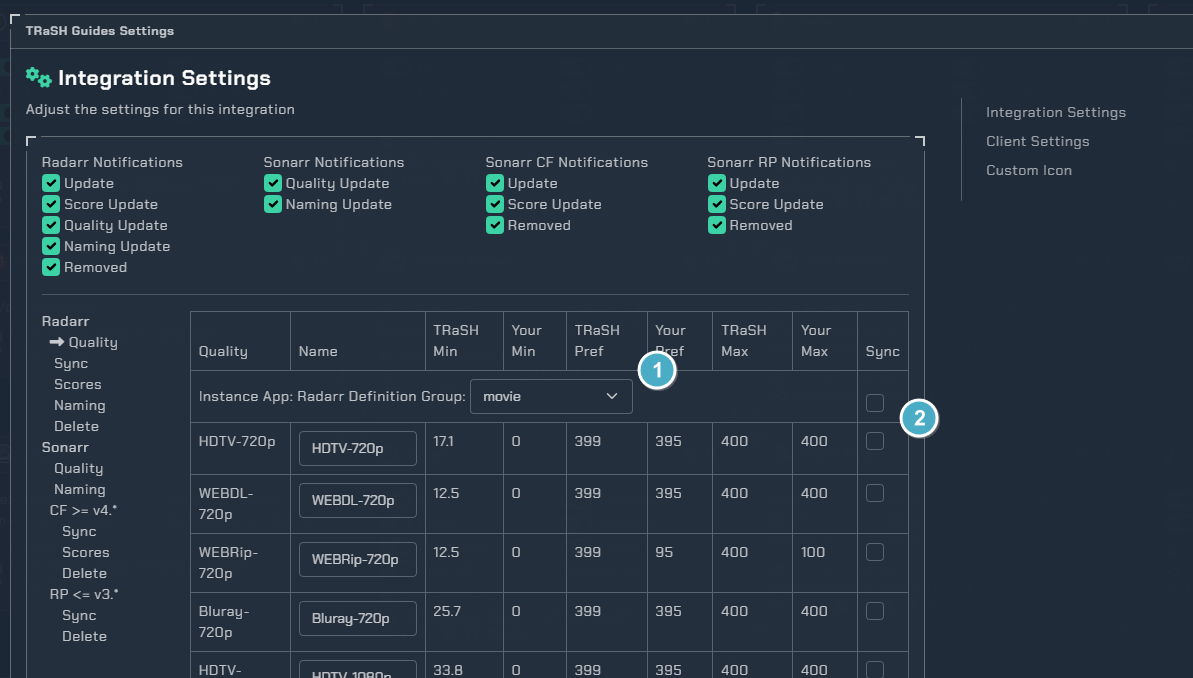 TRaSH Guides Settings
Integration Settings
Adjust the settings for this integration
Integration Settings
Client Settings
Custom Icon
Radarr Notifications
Update
Score Update
Quality Update
Naming Update
Removed
Sonarr Notifications
Quality Update
Naming Update
Sonarr CF Notifications
Update
Score Update
Removed
Sonarr RP Notifications
Update
Score Update
Removed
Radarr
Quality
Sync
Scores
Naming
Delete
Sonarr
Quality
Naming
CF >= v4.*
Sync
Scores
Delete
RP <= v3.*
Sync
Delete
Quality Name TRaSH Min Your Min TRaSH Pref Your Pref TRaSH Max Your Max Sync
Instance App: Radarr Definition Group: movie
1
2
HDTV-720p HDTV-720p 17.1 0 399 395 400 400
WEBDL-720p WEBDL-720p 12.5 0 399 395 400 400
WEBRip-720p WEBRip-720p 12.5 0 399 95 400 100
Bluray-720p Bluray-720p 25.7 0 399 395 400 400
HDTV- HDTV-1080p 33.8 0 399 395 400 400